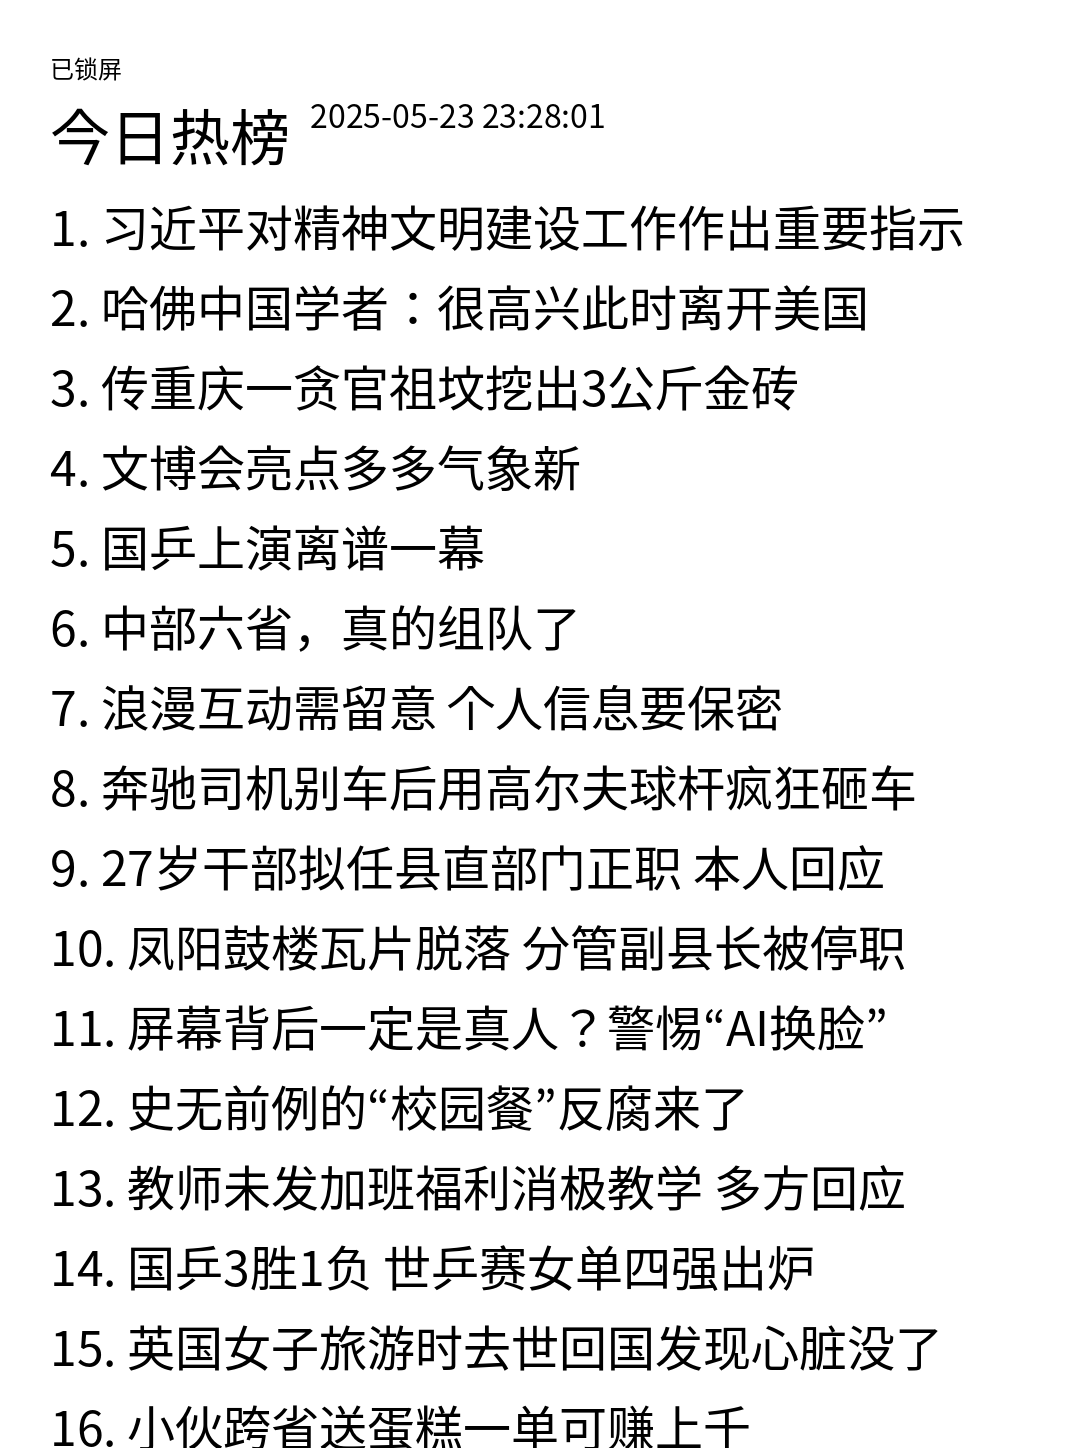 已锁屏
今日热榜 2025-05-23 23:28:01
1. 习近平对精神文明建设工作作出重要指示
2. 哈佛中国学者：很高兴此时离开美国
3. 传重庆一贪官祖坟挖出3公斤金砖
4. 文博会亮点多多气象新
5. 国乒上演离谱一幕
6. 中部六省，真的组队了
7. 浪漫互动需留意 个人信息要保密
8. 奔驰司机别车后用高尔夫球杆疯狂砸车
9. 27岁干部拟任县直部门正职 本人回应
10. 凤阳鼓楼瓦片脱落 分管副县长被停职
11. 屏幕背后一定是真人？警惕“AI换脸”
12. 史无前例的“校园餐”反腐来了
13. 教师未发加班福利消极教学 多方回应
14. 国乒3胜1负 世乒赛女单四强出炉
15. 英国女子旅游时去世回国发现心脏没了
16. 小伙跨省送蛋糕一单可赚上千